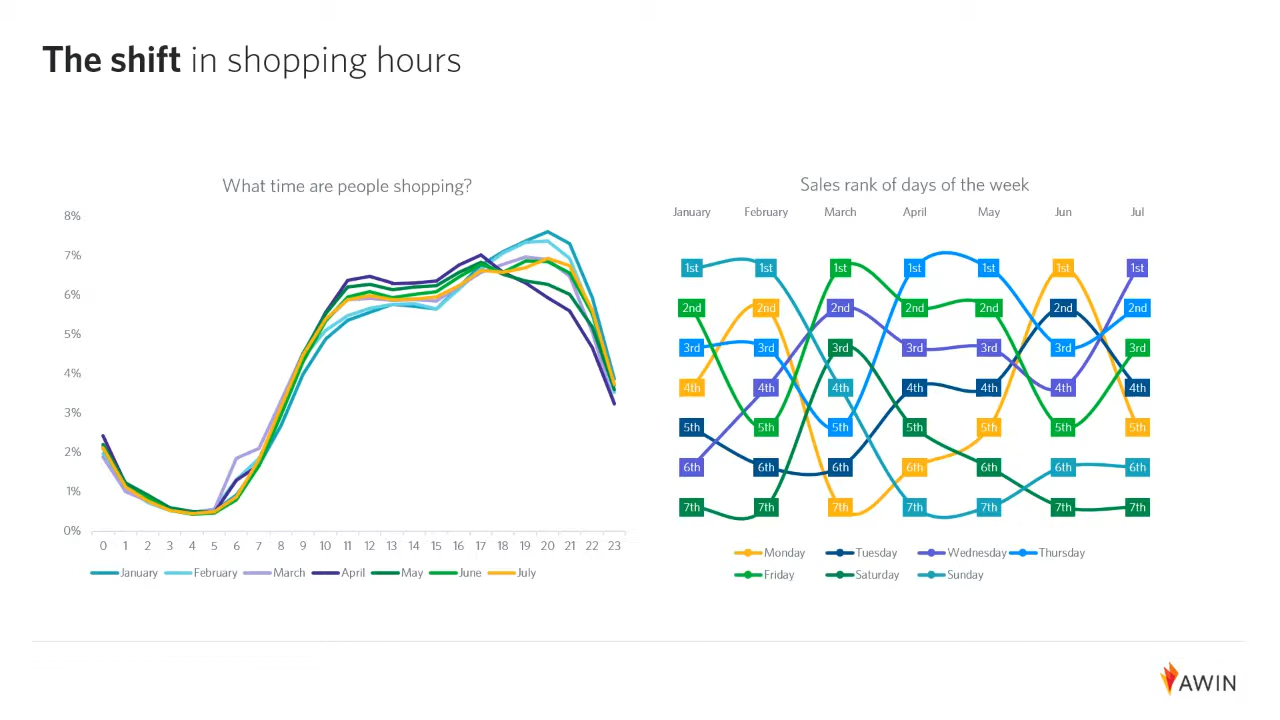 The shift in shopping hours
What time are people shopping?
8%
7%
6%
5%
4%
3%
2%
1%
0%
0 1 2 3 4 5 6 7 8 9 10 11 12 13 14 15 16 17 18 19 20 21 22 23
January February March April May June July
Sales rank of days of the week
January February March April May Jun Jul
1st 1st 1st 1st 1st 1st 1st
2nd 2nd 2nd 2nd 2nd 2nd 2nd
3rd 3rd 3rd 3rd 3rd 3rd 3rd
4th 4th 4th 4th 4th 4th 4th
5th 5th 5th 5th 5th 5th 5th
6th 6th 6th 6th 6th 6th 6th
7th 7th 7th 7th 7th 7th 7th
Monday Tuesday Wednesday Thursday
Friday Saturday Sunday
AWIN